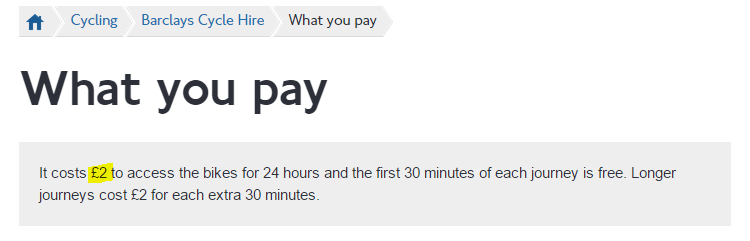 Cycling Barclays Cycle Hire What you pay
What you pay
It costs £2 to access the bikes for 24 hours and the first 30 minutes of each journey is free. Longer
journeys cost £2 for each extra 30 minutes.